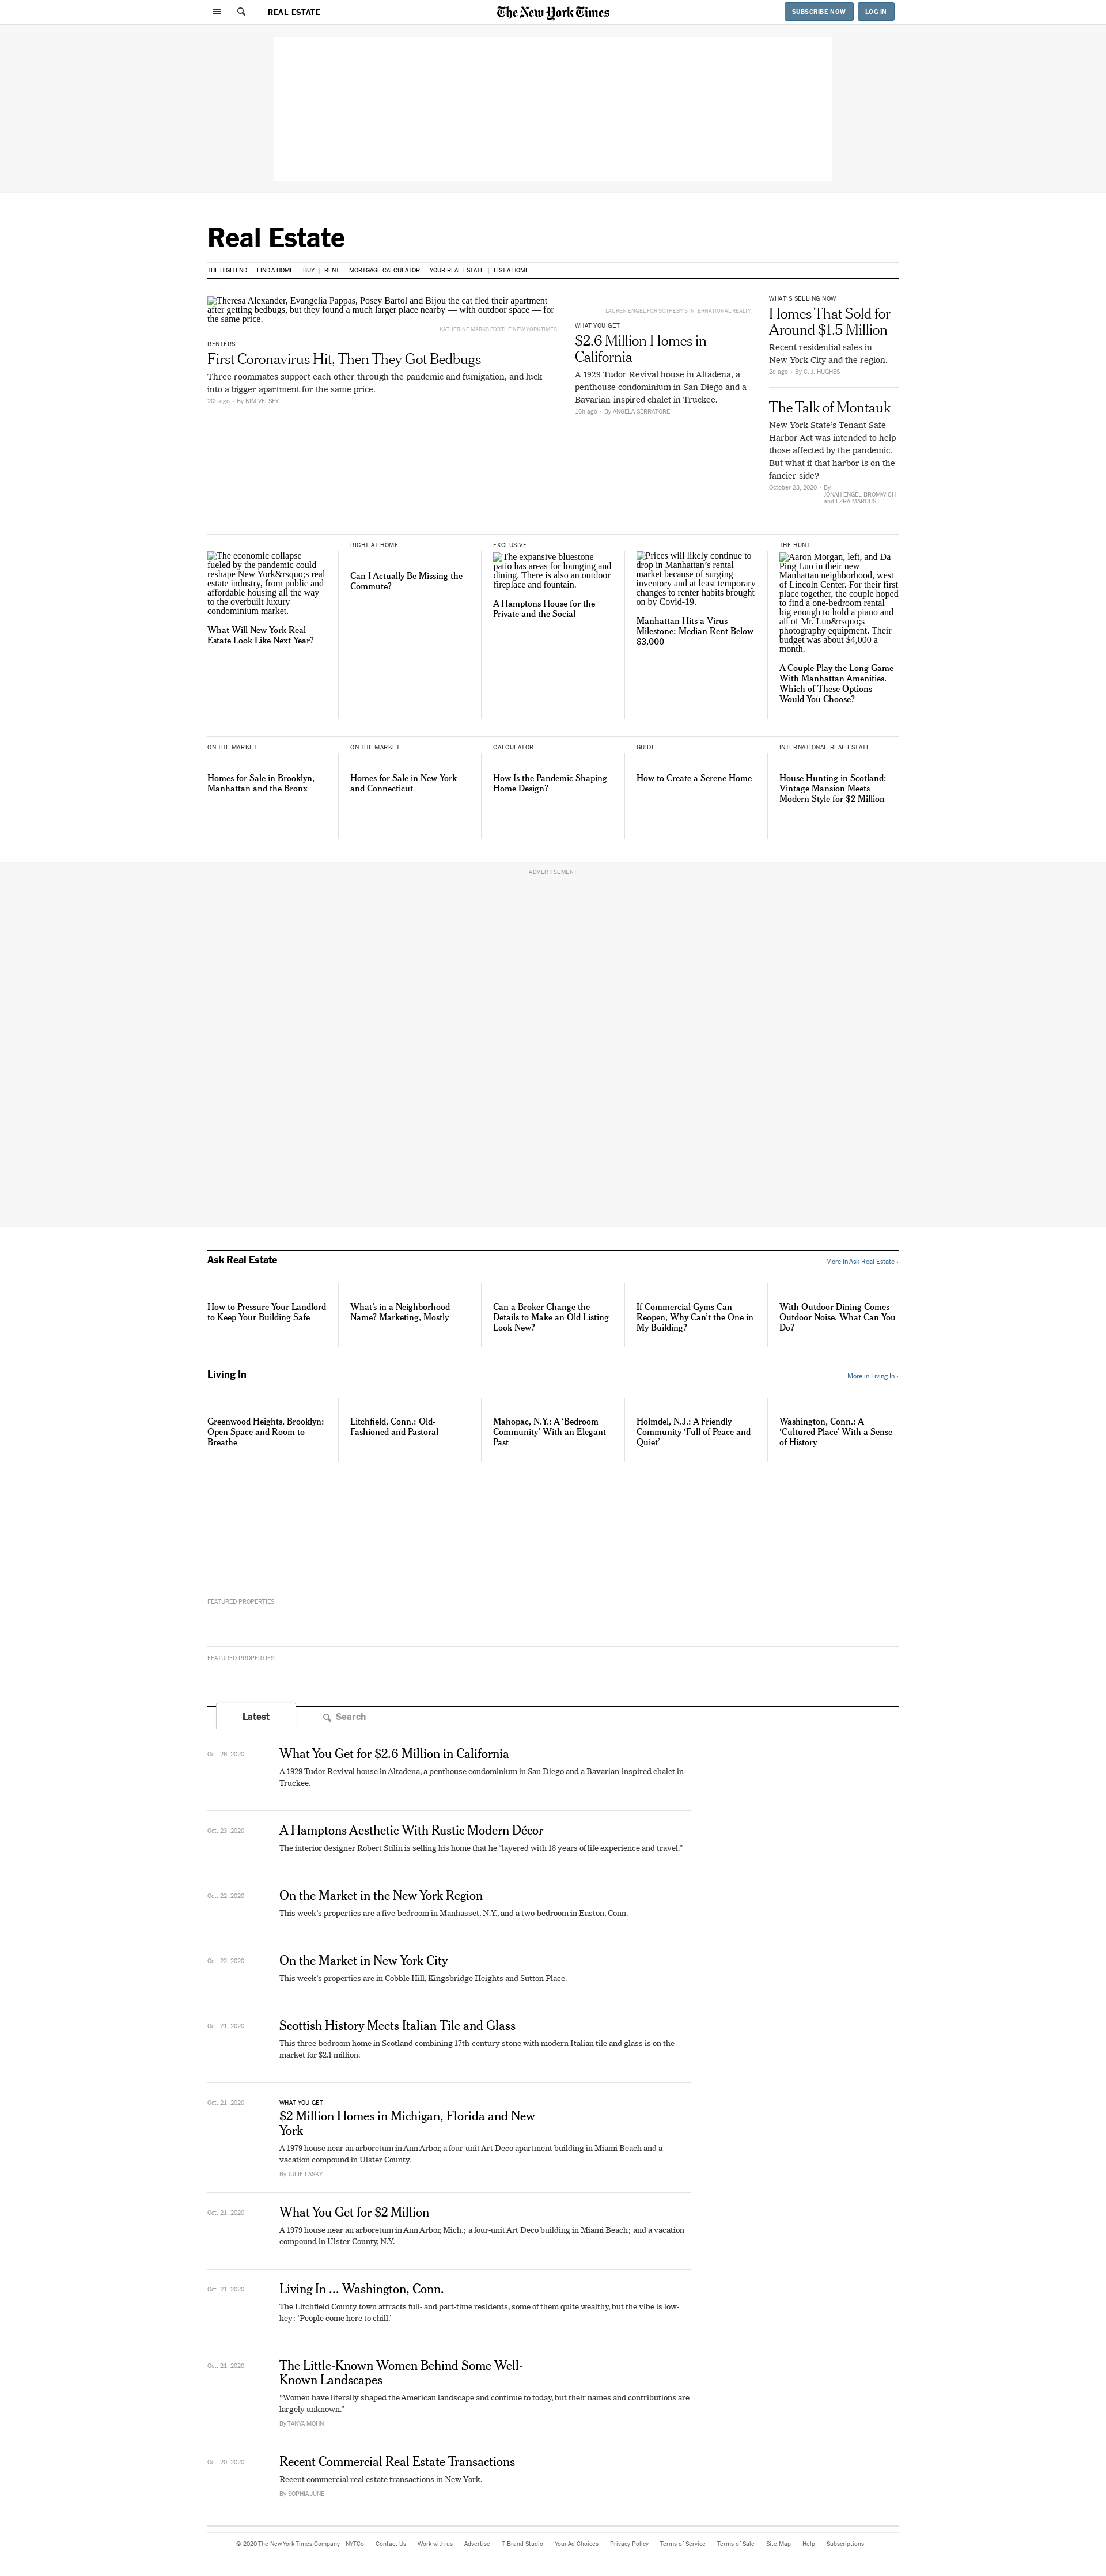 REAL ESTATE
The New York Times
SUBSCRIBE NOW
LOG IN
Real Estate
THE HIGH END
FIND A HOME
BUY
RENT
MORTGAGE CALCULATOR
YOUR REAL ESTATE
LIST A HOME
Theresa Alexander, Evangelia Pappas, Posey Bartol and Bijou the cat fled their apartment
after getting bedbugs, but they found a much larger place nearby — with outdoor space — for
the same price.
KATHERINE MARKS FOR THE NEW YORK TIMES
RENTERS
First Coronavirus Hit, Then They Got Bedbugs
Three roommates support each other through the pandemic and fumigation, and luck
into a bigger apartment for the same price.
20h ago • By KIM VELSEY
LAUREN ENGEL FOR SOTHEBY'S INTERNATIONAL REALTY
WHAT YOU GET
$2.6 Million Homes in
California
A 1929 Tudor Revival house in Altadena, a
penthouse condominium in San Diego and a
Bavarian-inspired chalet in Truckee.
16h ago • By ANGELA SERRATORE
WHAT'S SELLING NOW
Homes That Sold for
Around $1.5 Million
Recent residential sales in
New York City and the region.
2d ago • By C. J. HUGHES
The Talk of Montauk
New York State’s Tenant Safe
Harbor Act was intended to help
those affected by the pandemic.
But what if that harbor is on the
fancier side?
October 23, 2020 • By
JONAH ENGEL BROMWICH
and EZRA MARCUS
The economic collapse
fueled by the pandemic could
reshape New York&rsquo;s real
estate industry, from public and
affordable housing all the way
to the overbuilt luxury
condominium market.
What Will New York Real
Estate Look Like Next Year?
RIGHT AT HOME
Can I Actually Be Missing the
Commute?
EXCLUSIVE
The expansive bluestone
patio has areas for lounging and
dining. There is also an outdoor
fireplace and fountain.
A Hamptons House for the
Private and the Social
Prices will likely continue to
drop in Manhattan’s rental
market because of surging
inventory and at least temporary
changes to renter habits brought
on by Covid-19.
Manhattan Hits a Virus
Milestone: Median Rent Below
$3,000
THE HUNT
Aaron Morgan, left, and Da
Ping Luo in their new
Manhattan neighborhood, west
of Lincoln Center. For their first
place together, the couple hoped
to find a one-bedroom rental
big enough to hold a piano and
all of Mr. Luo&rsquo;s
photography equipment. Their
budget was about $4,000 a
month.
A Couple Play the Long Game
With Manhattan Amenities.
Which of These Options
Would You Choose?
ON THE MARKET
Homes for Sale in Brooklyn,
Manhattan and the Bronx
ON THE MARKET
Homes for Sale in New York
and Connecticut
CALCULATOR
How Is the Pandemic Shaping
Home Design?
GUIDE
How to Create a Serene Home
INTERNATIONAL REAL ESTATE
House Hunting in Scotland:
Vintage Mansion Meets
Modern Style for $2 Million
ADVERTISEMENT
Ask Real Estate
More in Ask Real Estate ›
How to Pressure Your Landlord
to Keep Your Building Safe
What’s in a Neighborhood
Name? Marketing, Mostly
Can a Broker Change the
Details to Make an Old Listing
Look New?
If Commercial Gyms Can
Reopen, Why Can’t the One in
My Building?
With Outdoor Dining Comes
Outdoor Noise. What Can You
Do?
Living In
More in Living In ›
Greenwood Heights, Brooklyn:
Open Space and Room to
Breathe
Litchfield, Conn.: Old-
Fashioned and Pastoral
Mahopac, N.Y.: A ‘Bedroom
Community’ With an Elegant
Past
Holmdel, N.J.: A Friendly
Community ‘Full of Peace and
Quiet’
Washington, Conn.: A
‘Cultured Place’ With a Sense
of History
FEATURED PROPERTIES
FEATURED PROPERTIES
Latest
Search
Oct. 26, 2020
What You Get for $2.6 Million in California
A 1929 Tudor Revival house in Altadena, a penthouse condominium in San Diego and a Bavarian-inspired chalet in
Truckee.
Oct. 23, 2020
A Hamptons Aesthetic With Rustic Modern Décor
The interior designer Robert Stilin is selling his home that he “layered with 18 years of life experience and travel.”
Oct. 22, 2020
On the Market in the New York Region
This week’s properties are a five-bedroom in Manhasset, N.Y., and a two-bedroom in Easton, Conn.
Oct. 22, 2020
On the Market in New York City
This week’s properties are in Cobble Hill, Kingsbridge Heights and Sutton Place.
Oct. 21, 2020
Scottish History Meets Italian Tile and Glass
This three-bedroom home in Scotland combining 17th-century stone with modern Italian tile and glass is on the
market for $2.1 million.
Oct. 21, 2020
WHAT YOU GET
$2 Million Homes in Michigan, Florida and New
York
A 1979 house near an arboretum in Ann Arbor, a four-unit Art Deco apartment building in Miami Beach and a
vacation compound in Ulster County.
By JULIE LASKY
Oct. 21, 2020
What You Get for $2 Million
A 1979 house near an arboretum in Ann Arbor, Mich.; a four-unit Art Deco building in Miami Beach; and a vacation
compound in Ulster County, N.Y.
Oct. 21, 2020
Living In ... Washington, Conn.
The Litchfield County town attracts full- and part-time residents, some of them quite wealthy, but the vibe is low-
key: ‘People come here to chill.’
Oct. 21, 2020
The Little-Known Women Behind Some Well-
Known Landscapes
“Women have literally shaped the American landscape and continue to today, but their names and contributions are
largely unknown.”
By TANYA MOHN
Oct. 20, 2020
Recent Commercial Real Estate Transactions
Recent commercial real estate transactions in New York.
By SOPHIA JUNE
© 2020 The New York Times Company
NYTCo
Contact Us
Work with us
Advertise
T Brand Studio
Your Ad Choices
Privacy Policy
Terms of Service
Terms of Sale
Site Map
Help
Subscriptions